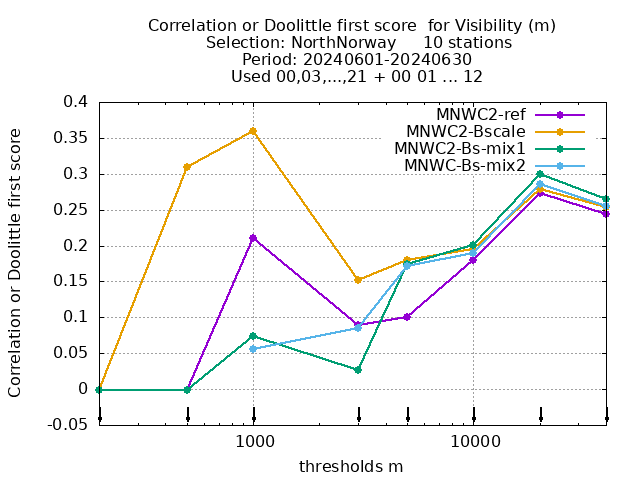 Correlation or Doolittle first score  for Visibility (m)
Selection: NorthNorway     10 stations
Period: 20240601-20240630
Used 00,03,...,21 + 00 01 ... 12
MNWC2-ref
MNWC2-Bscale
MNWC2-Bs-mix1
MNWC-Bs-mix2
Correlation or Doolittle first score
0.4
0.35
0.3
0.25
0.2
0.15
0.1
0.05
0
-0.05
1000 10000
thresholds m